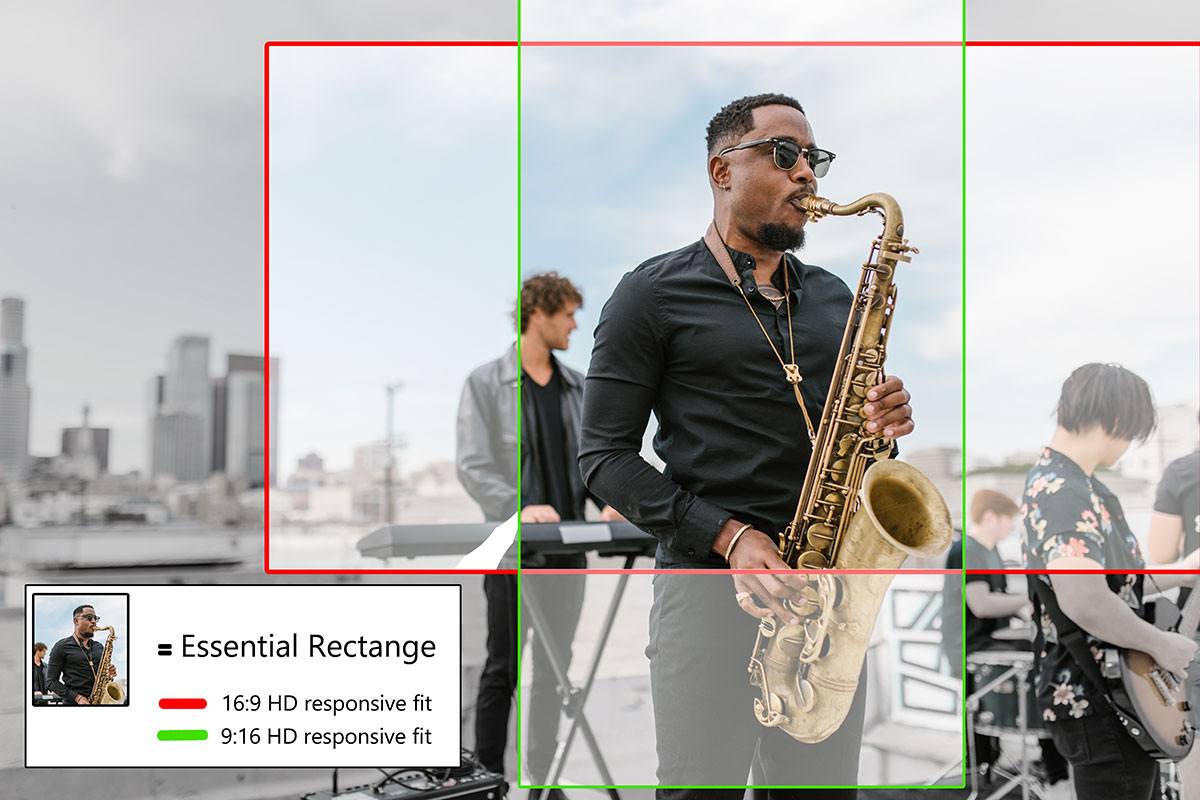 = Essential Rectange
16:9 HD responsive fit
9:16 HD responsive fit